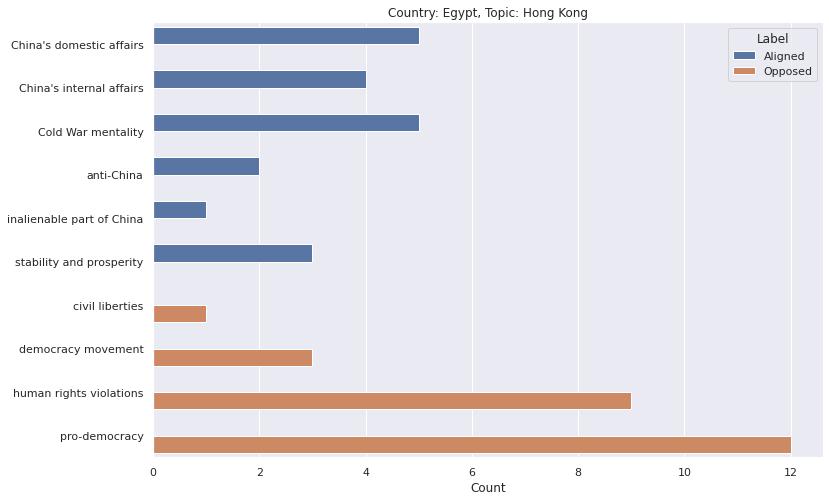 Country: Egypt, Topic: Hong Kong
Label
Aligned
Opposed
China's domestic affairs
China's internal affairs
Cold War mentality
anti-China
inalienable part of China
stability and prosperity
civil liberties
democracy movement
human rights violations
pro-democracy
0 2 4 6 8 10 12
Count